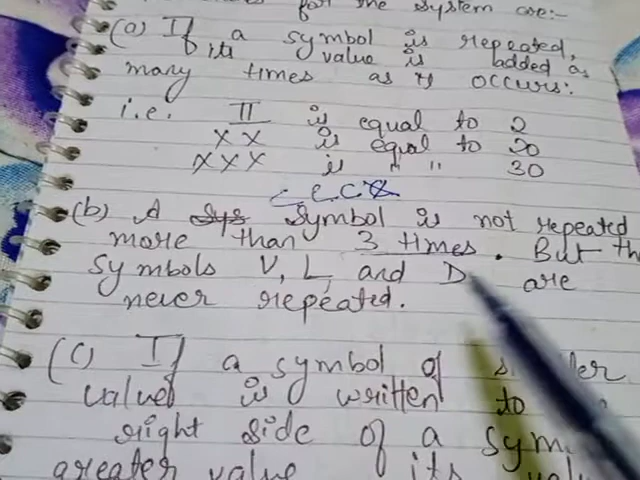 for the system are:-
(a) If a symbol is repeated,
its value is added as
many times as it occurs:
i.e. II is equal to 2
XX is equal to 20
XXX is " " 30
(b) A symbol is not repeated
more than 3 times. But th
symbols V, L, and D are
never repeated.
(c) If a symbol of
value is written to
right side of a sym
greater value its